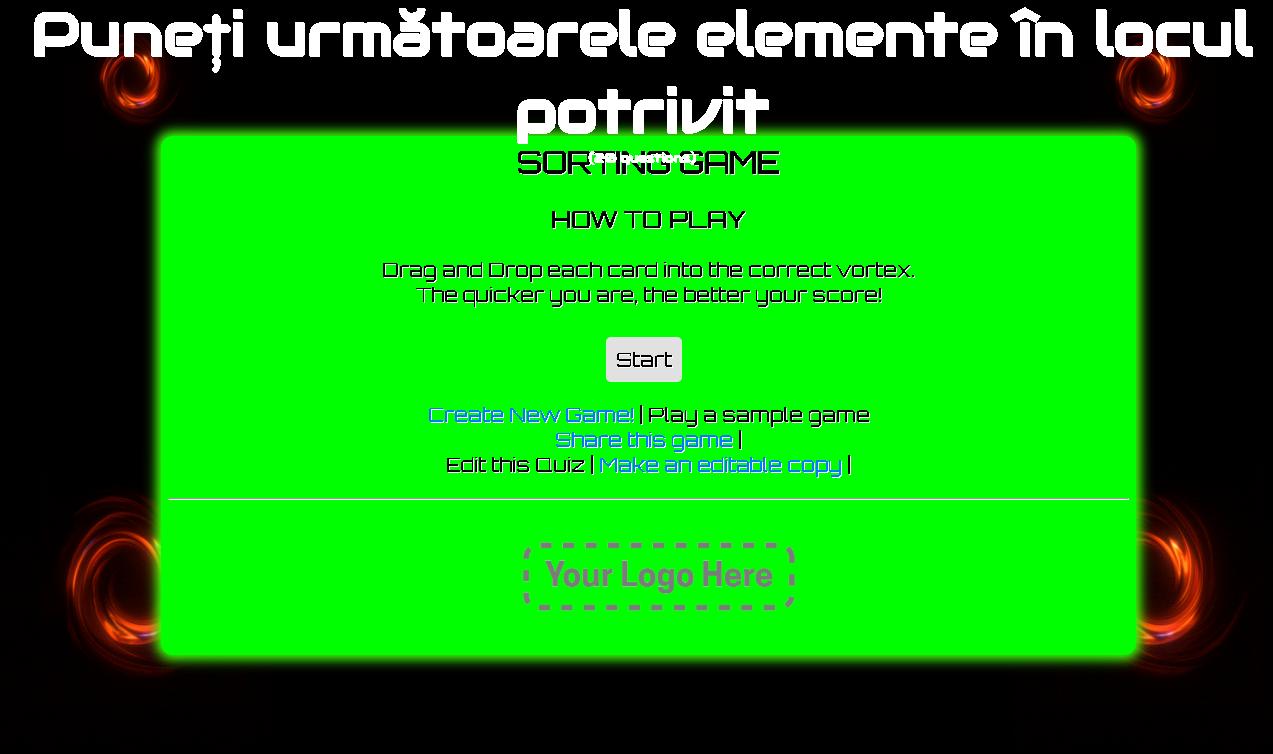 Puneți următoarele elemente în locul
potrivit
(20 questions)
SORTING GAME
HOW TO PLAY
Drag and Drop each card into the correct vortex.
The quicker you are, the better your score!
Start
Create New Game! | Play a sample game
Share this game |
Edit this Quiz | Make an editable copy |
Your Logo Here